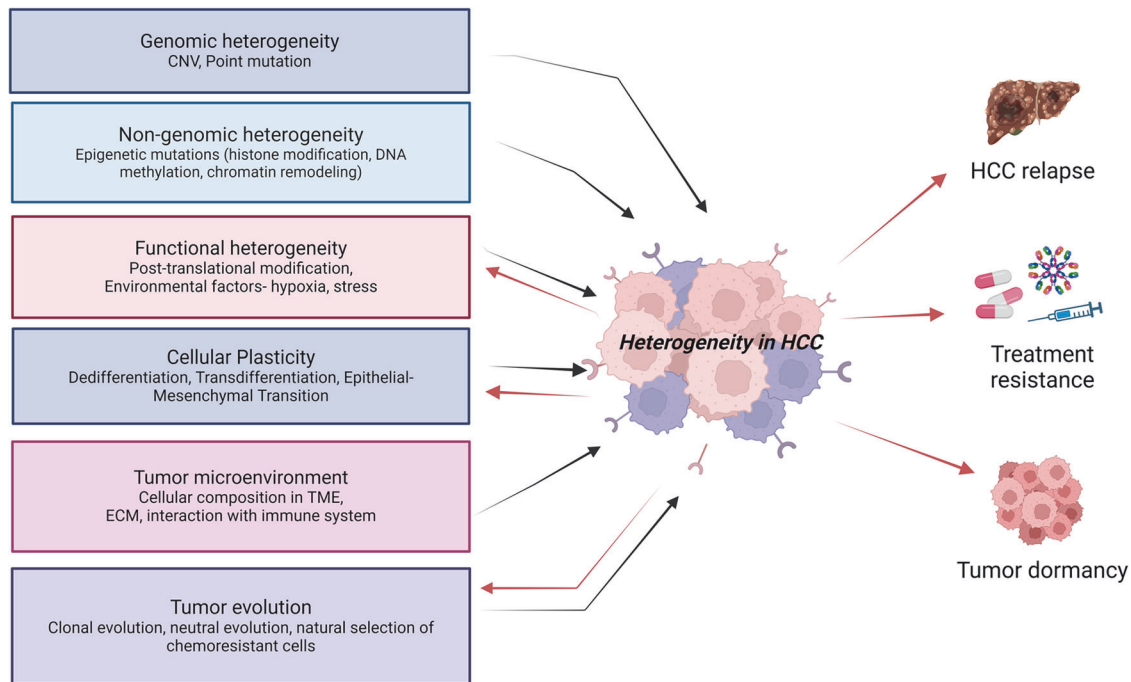 Genomic heterogeneity
CNV, Point mutation
Non-genomic heterogeneity
Epigenetic mutations (histone modification, DNA
methylation, chromatin remodeling)
Functional heterogeneity
Post-translational modification,
Environmental factors- hypoxia, stress
Cellular Plasticity
Dedifferentiation, Transdifferentiation, Epithelial-
Mesenchymal Transition
Tumor microenvironment
Cellular composition in TME,
ECM, interaction with immune system
Tumor evolution
Clonal evolution, neutral evolution, natural selection of
chemoresistant cells
Heterogeneity in HCC
HCC relapse
Treatment
resistance
Tumor dormancy